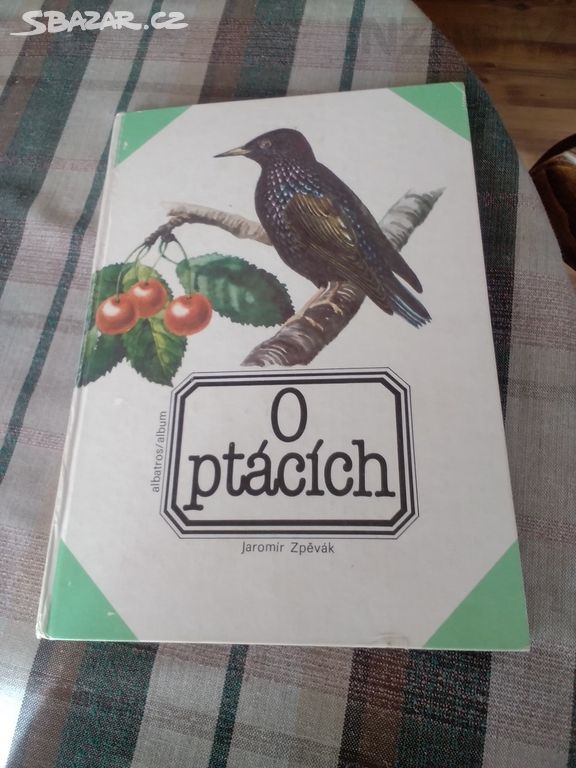 SBAZAR.CZ
O
ptácích
albatros/album
Jaromír Zpěvák